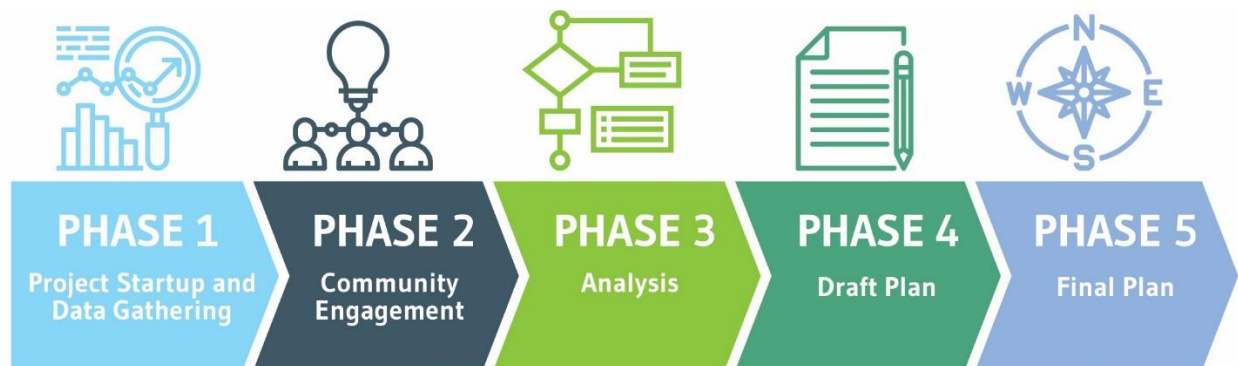 N
W E
S
PHASE 1
Project Startup and
Data Gathering
PHASE 2
Community
Engagement
PHASE 3
Analysis
PHASE 4
Draft Plan
PHASE 5
Final Plan